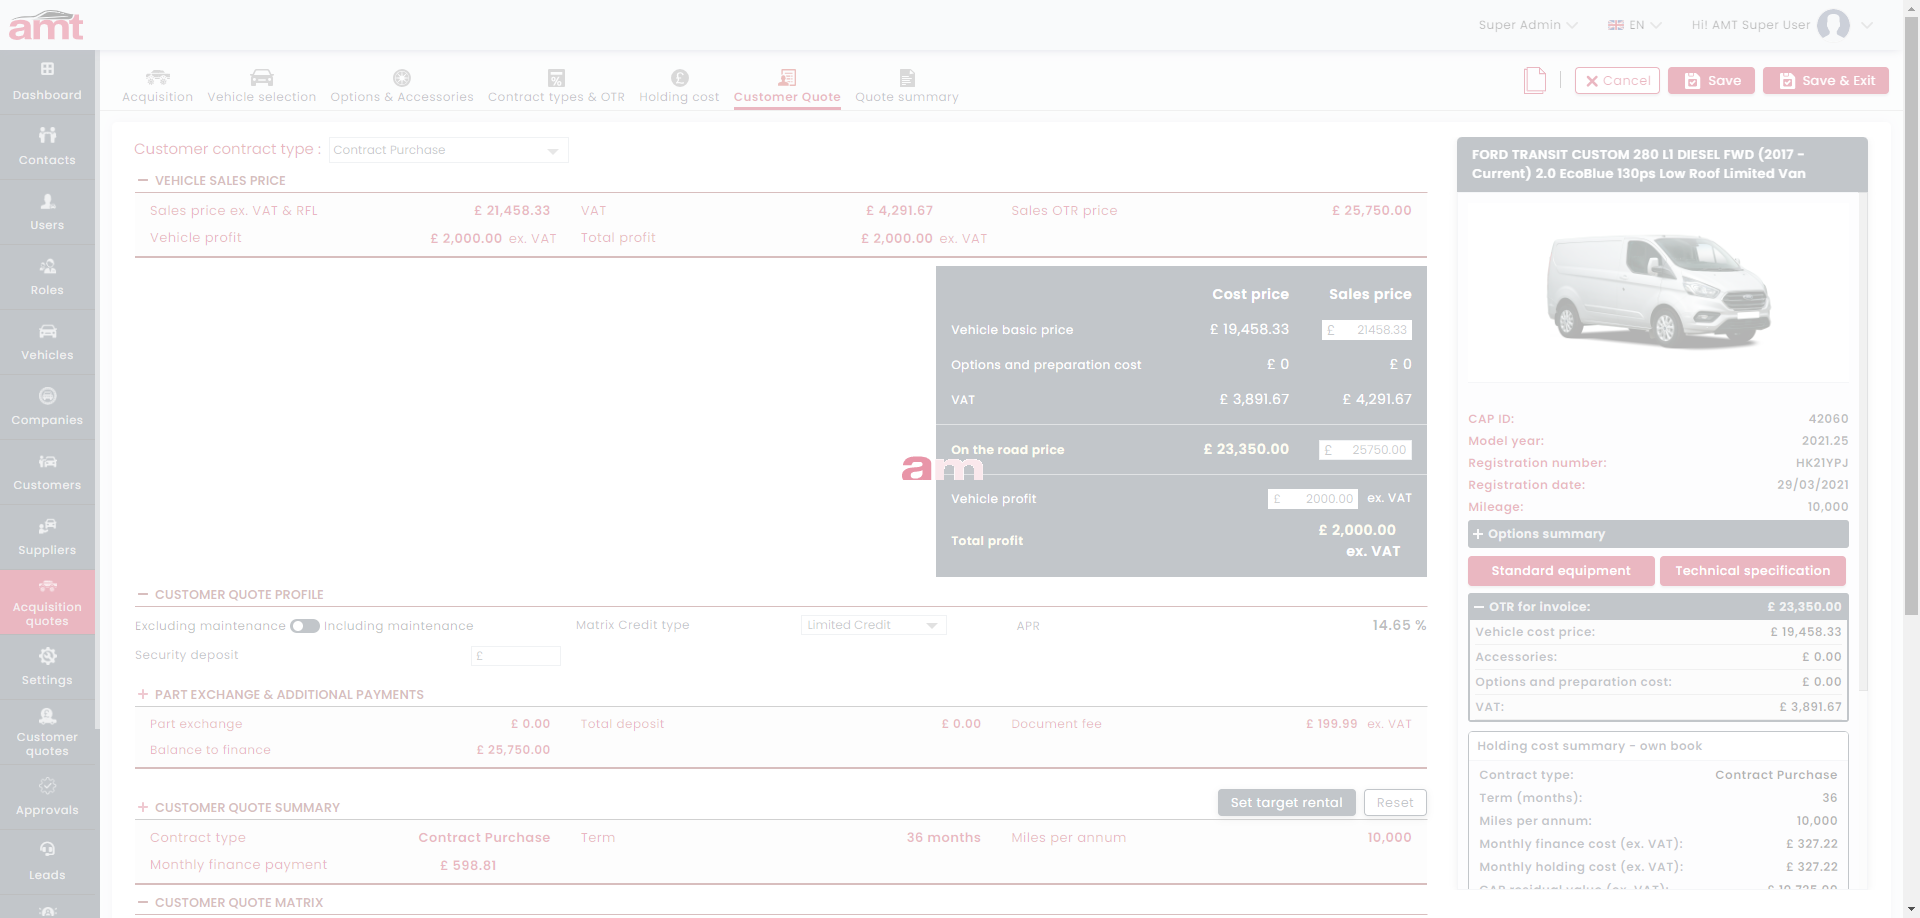 amt
Super Admin
EN
Hi! AMT Super User
Dashboard
Contacts
Users
Roles
Vehicles
Companies
Customers
Suppliers
Acquisition
quotes
Settings
Customer
quotes
Approvals
Leads
Acquisition
Vehicle selection
Options & Accessories
Contract types & OTR
Holding cost
Customer Quote
Quote summary
Cancel
Save
Save & Exit
Customer contract type : Contract Purchase
VEHICLE SALES PRICE
Sales price ex. VAT & RFL £ 21,458.33 VAT £ 4,291.67 Sales OTR price £ 25,750.00
Vehicle profit £ 2,000.00 ex. VAT Total profit £ 2,000.00 ex. VAT
Cost price Sales price
Vehicle basic price £ 19,458.33 £ 21458.33
Options and preparation cost £ 0 £ 0
VAT £ 3,891.67 £ 4,291.67
On the road price £ 23,350.00 £ 25750.00
am
Vehicle profit £ 2000.00 ex. VAT
Total profit £ 2,000.00
ex. VAT
CUSTOMER QUOTE PROFILE
Excluding maintenance Including maintenance Matrix Credit type Limited Credit APR 14.65 %
Security deposit £
PART EXCHANGE & ADDITIONAL PAYMENTS
Part exchange £ 0.00 Total deposit £ 0.00 Document fee £ 199.99 ex. VAT
Balance to finance £ 25,750.00
CUSTOMER QUOTE SUMMARY Set target rental Reset
Contract type Contract Purchase Term 36 months Miles per annum 10,000
Monthly finance payment £ 598.81
CUSTOMER QUOTE MATRIX
FORD TRANSIT CUSTOM 280 L1 DIESEL FWD (2017 -
Current) 2.0 EcoBlue 130ps Low Roof Limited Van
CAP ID: 42060
Model year: 2021.25
Registration number: HK21YPJ
Registration date: 29/03/2021
Mileage: 10,000
Options summary
Standard equipment Technical specification
OTR for invoice: £ 23,350.00
Vehicle cost price: £ 19,458.33
Accessories: £ 0.00
Options and preparation cost: £ 0.00
VAT: £ 3,891.67
Holding cost summary - own book
Contract type: Contract Purchase
Term (months): 36
Miles per annum: 10,000
Monthly finance cost (ex. VAT): £ 327.22
Monthly holding cost (ex. VAT): £ 327.22
CAP residual value (ex. VAT): £ 10,725.00